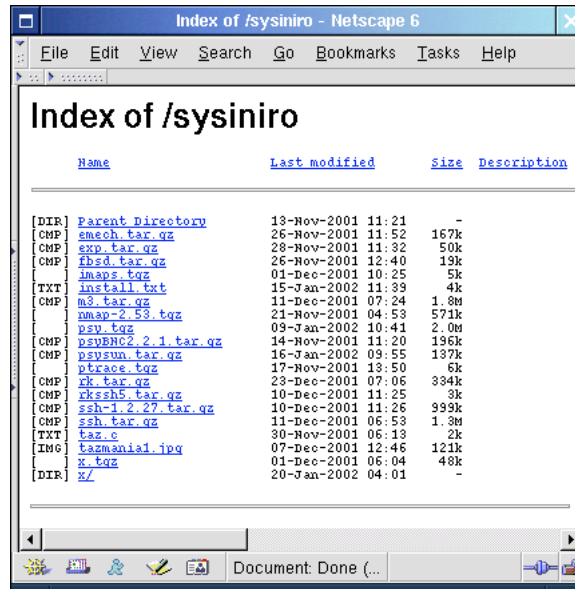 Index of /sysiniro - Netscape 6
File Edit View Search Go Bookmarks Tasks Help
Index of /sysiniro
Name Last modified Size Description
[DIR] Parent Directory 13-Nov-2001 11:21 -
[CMP] emech.tar.gz 26-Nov-2001 11:52 167k
[CMP] exp.tar.gz 28-Nov-2001 11:32 50k
[CMP] fbsd.tar.gz 26-Nov-2001 12:40 19k
[ ] imaps.tgz 01-Dec-2001 10:25 5k
[TXT] install.txt 15-Jan-2002 11:39 4k
[CMP] m3.tar.gz 11-Dec-2001 07:24 1.8M
[ ] nmap-2.53.tgz 21-Nov-2001 04:53 571k
[ ] psy.tgz 09-Jan-2002 10:41 2.0M
[CMP] psyBNC2.2.1.tar.gz 14-Nov-2001 11:20 196k
[CMP] psysun.tar.gz 16-Jan-2002 09:55 137k
[ ] ptrace.tgz 17-Nov-2001 13:50 6k
[CMP] rk.tar.gz 23-Dec-2001 07:06 334k
[CMP] rkssh5.tar.gz 10-Dec-2001 11:25 3k
[CMP] ssh-1.2.27.tar.gz 10-Dec-2001 11:26 999k
[CMP] ssh.tar.gz 11-Dec-2001 06:53 1.3M
[TXT] taz.c 30-Nov-2001 06:13 2k
[IMG] tazmania1.jpg 07-Dec-2001 12:46 121k
[ ] x.tgz 01-Dec-2001 06:04 48k
[DIR] x/ 20-Jan-2002 04:01 -
Document: Done (...